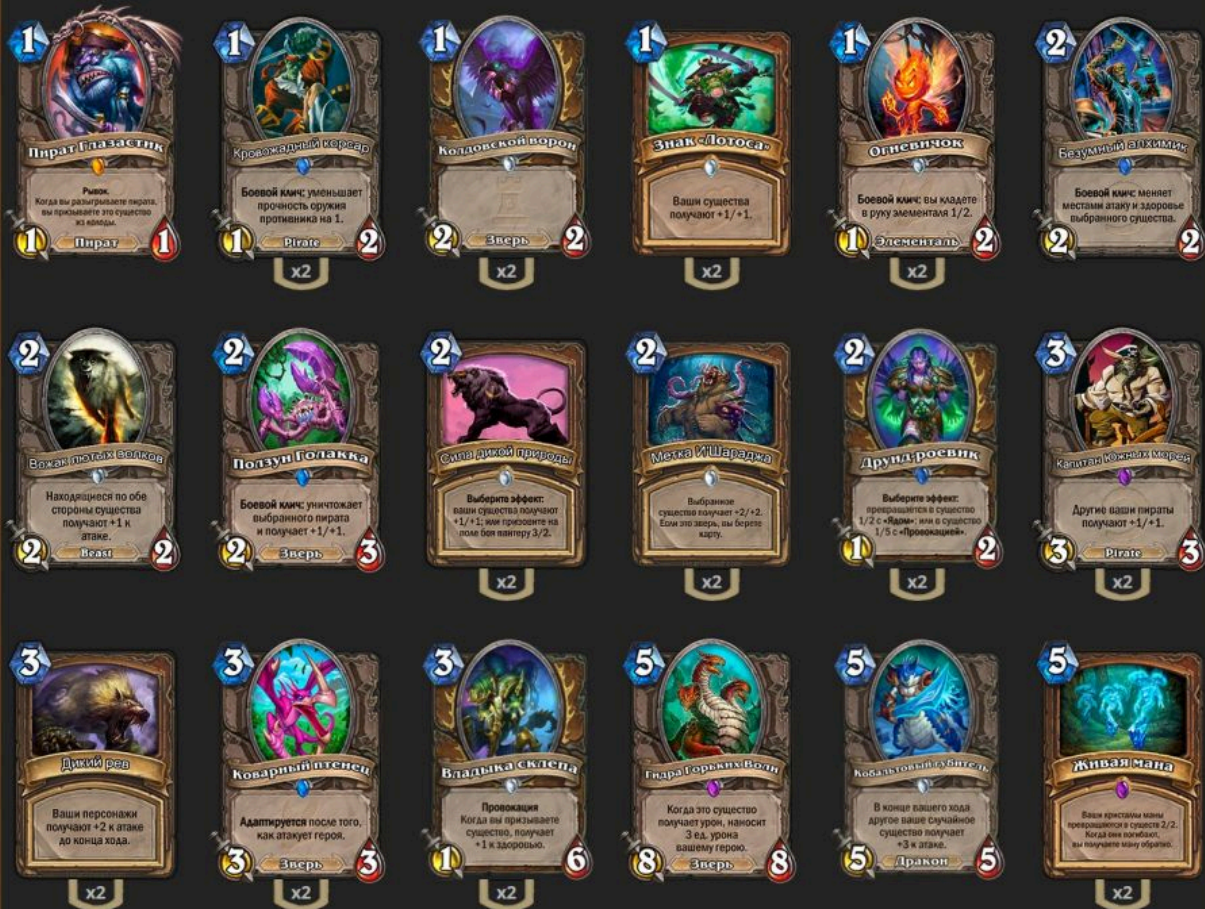 1
Пират Глазастик
Рывок.
Когда вы разыгрываете пирата,
вы призываете это существо
из колоды.
1
Пират
1
1
Кровожадный корсар
Боевой клич: уменьшает
прочность оружия
противника на 1.
1
Pirate
2
x2
1
Колдовской ворон
2
Зверь
2
x2
1
Знак «Лотоса»
Ваши существа
получают +1/+1.
x2
1
Огневичок
Боевой клич: вы кладете
в руку элементаля 1/2.
1
Элементаль
2
x2
2
Безумный алхимик
Боевой клич: меняет
местами атаку и здоровье
выбранного существа.
2
2
2
Вожак лютых волков
Находящиеся по обе
стороны существа
получают +1 к
атаке.
2
Beast
2
2
Ползун Голакка
Боевой клич: уничтожает
выбранного пирата
и получает +1/+1.
2
Зверь
3
2
Сила дикой природы
Выберите эффект:
ваши существа получают
+1/+1; или призовите на
поле боя пантеру 3/2.
x2
2
Метка И'Шараджа
Выбранное
существо получает +2/+2.
Если это зверь, вы берете
карту.
x2
2
Друид-роевик
Выберите эффект:
превращается в существо
1/2 с «Ядом»; или в существо
1/5 с «Провокацией».
1
2
x2
3
Капитан Южных морей
Другие ваши пираты
получают +1/+1.
3
Pirate
3
x2
3
Дикий рев
Ваши персонажи
получают +2 к атаке
до конца хода.
x2
3
Коварный птенец
Адаптируется после того,
как атакует героя.
3
Зверь
3
x2
3
Владыка склепа
Провокация
Когда вы призываете
существо, получает
+1 к здоровью.
1
6
x2
5
Гидра Горьких Волн
Когда это существо
получает урон, наносит
3 ед. урона
вашему герою.
8
Зверь
8
5
Кобальтовый губитель
В конце вашего хода
другое ваше случайное
существо получает
+3 к атаке.
5
Дракон
5
5
Живая мана
Ваши кристаллы маны
превращаются в существ 2/2.
Когда они погибают,
вы получаете ману обратно.
x2